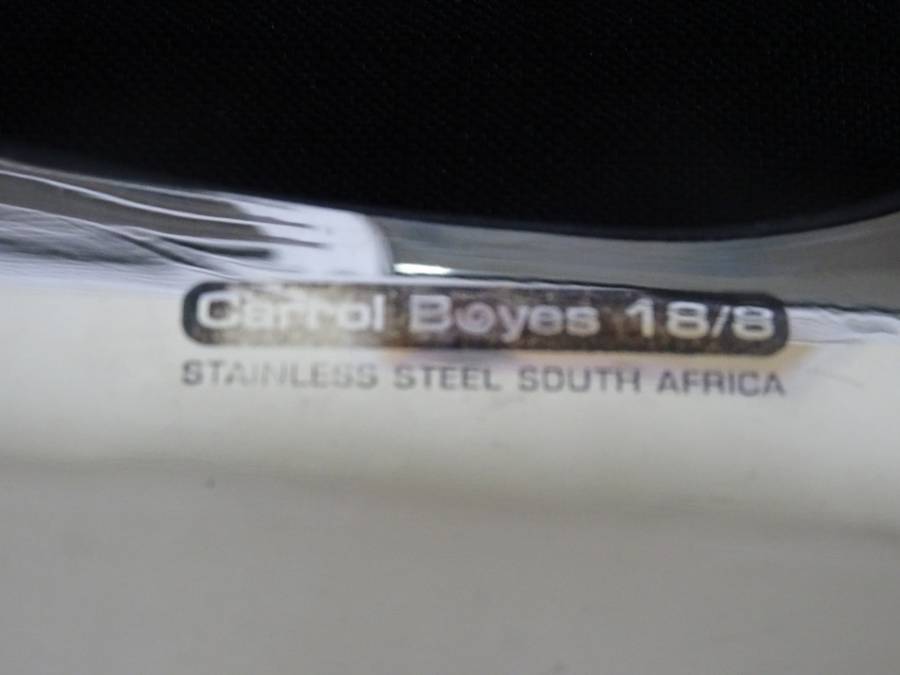 Carrol Boyes 18/8
STAINLESS STEEL SOUTH AFRICA